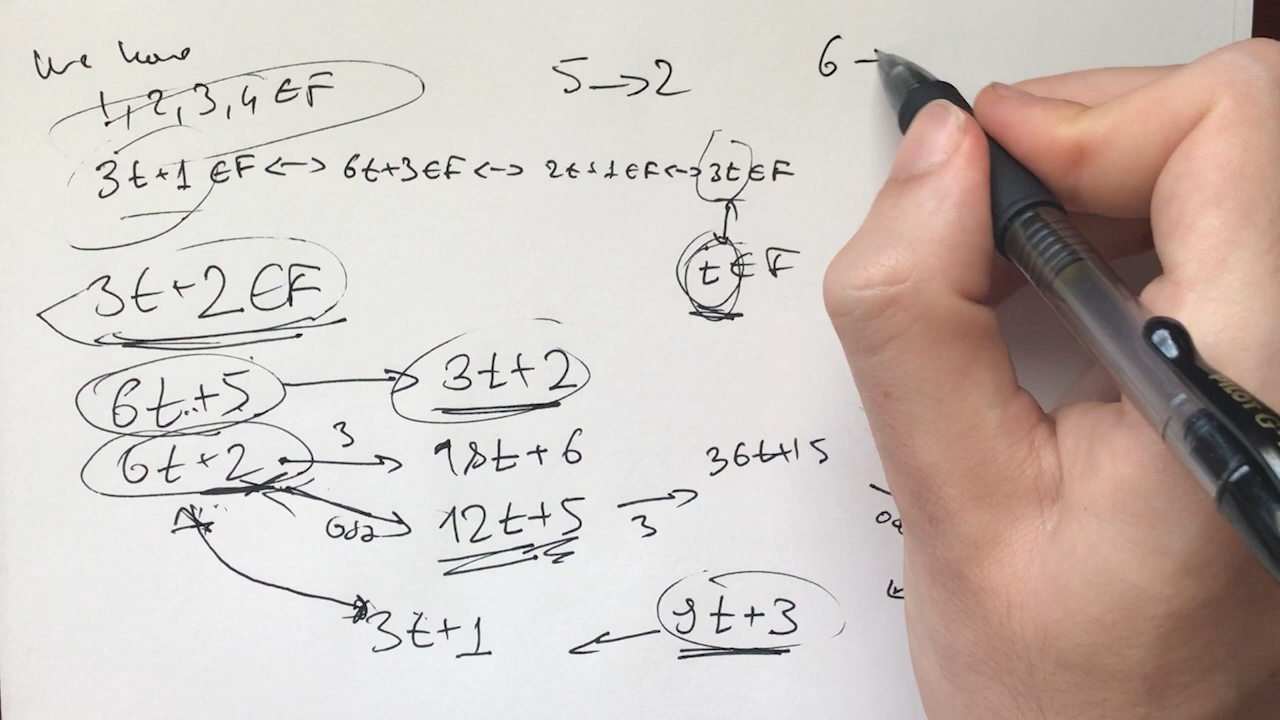 We have
1, 2, 3, 4 ∈ F
5 → 2
6 →
3t+1 ∈ F <-> 6t+3 ∈ F <-> 2t+1 ∈ F <-> 3t ∈ F
t ∈ F
3t+2 ∈ F
6t+5 → 3t+2
6t+2 3 → 18t+6
Odd 12t+5 → 3 36t+15
3t+1 ← 9t+3
PILOT G